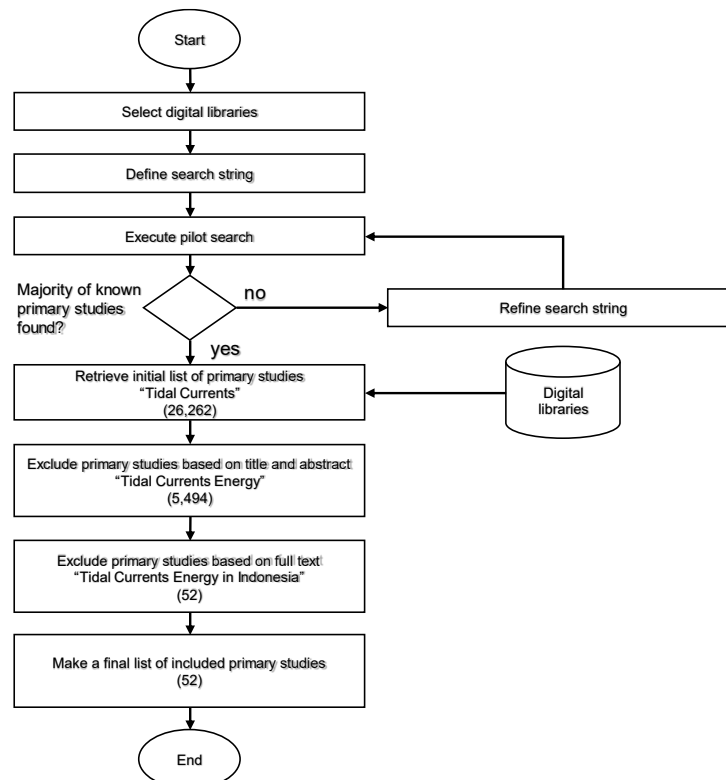 Start
Select digital libraries
Define search string
Execute pilot search
Majority of known
primary studies
found?
no
Refine search string
yes
Retrieve initial list of primary studies
“Tidal Currents”
(26,262)
Digital
libraries
Exclude primary studies based on title and abstract
“Tidal Currents Energy”
(5,494)
Exclude primary studies based on full text
“Tidal Currents Energy in Indonesia”
(52)
Make a final list of included primary studies
(52)
End